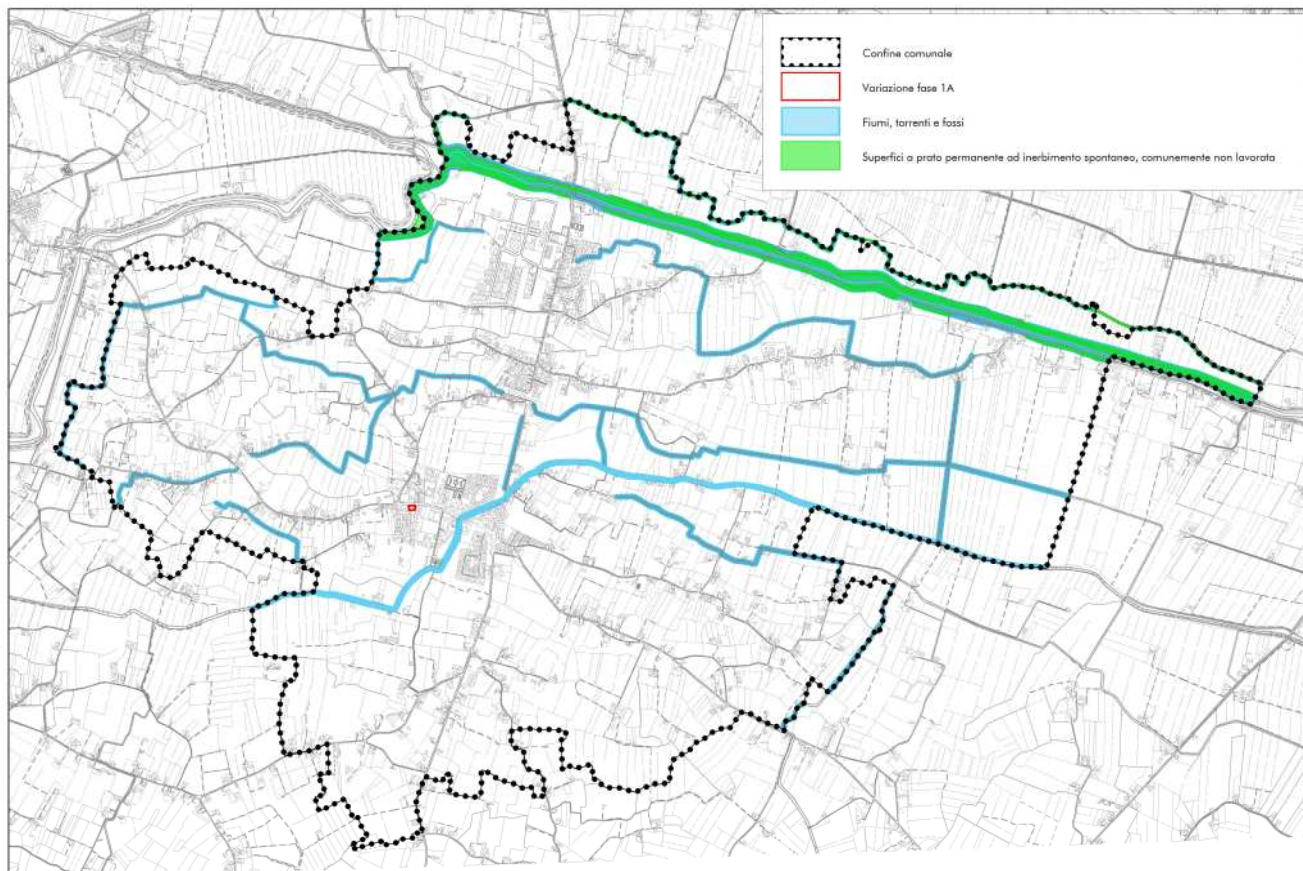 Confine comunale
Variazione fase 1A
Fiumi, torrenti e fossi
Superfici a prato permanente ad inerbimento spontaneo, comunemente non lavorata